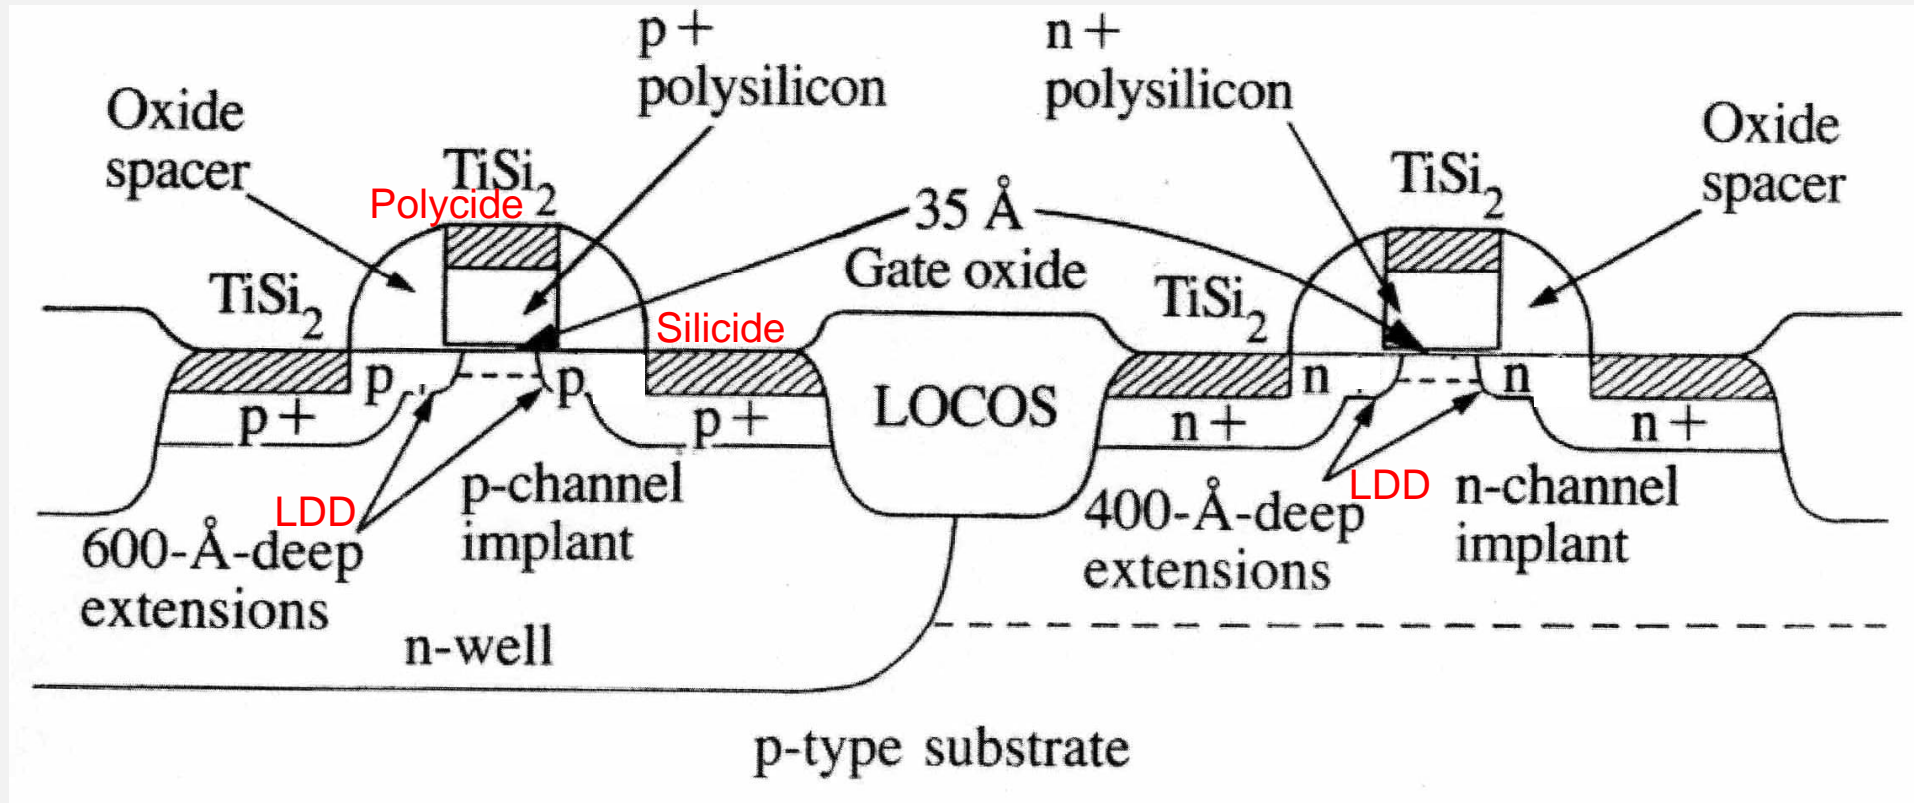 p+
polysilicon
n+
polysilicon
Oxide
spacer
TiSi2
Polycide
35 Å
Gate oxide
TiSi2
Oxide
spacer
TiSi2
Silicide
TiSi2
p
p
p+
p+
LOCOS
n
n
n+
n+
LDD
600-Å-deep
extensions
p-channel
implant
LDD
400-Å-deep
extensions
n-channel
implant
n-well
p-type substrate